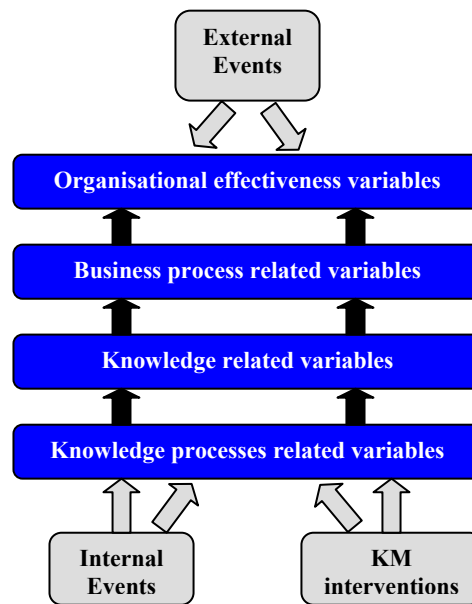 External
Events
Organisational effectiveness variables
Business process related variables
Knowledge related variables
Knowledge processes related variables
Internal
Events
KM
interventions